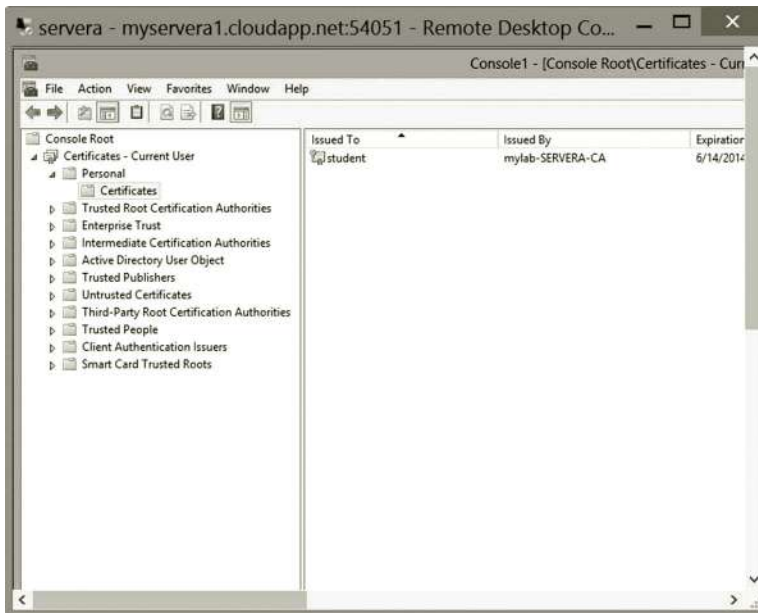 servera - myservera1.cloudapp.net:54051 - Remote Desktop Co...
Console1 - [Console Root\Certificates - Curr
File Action View Favorites Window Help
Console Root
Certificates - Current User
Personal
Certificates
Trusted Root Certification Authorities
Enterprise Trust
Intermediate Certification Authorities
Active Directory User Object
Trusted Publishers
Untrusted Certificates
Third-Party Root Certification Authorities
Trusted People
Client Authentication Issuers
Smart Card Trusted Roots
Issued To Issued By Expiration
student mylab-SERVERA-CA 6/14/2014